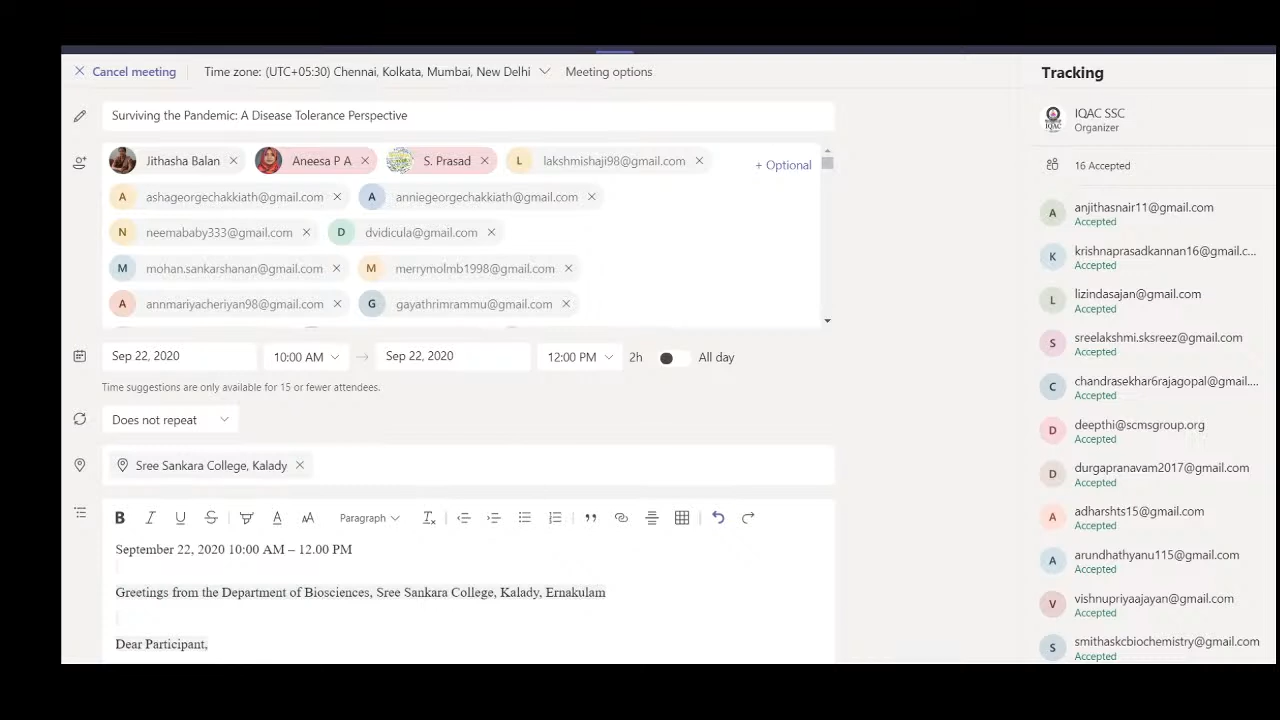 Cancel meeting Time zone: (UTC+05:30) Chennai, Kolkata, Mumbai, New Delhi Meeting options
Surviving the Pandemic: A Disease Tolerance Perspective
Jithasha Balan Aneesa P A S. Prasad L lakshmishaji98@gmail.com + Optional
A ashageorgechakkiath@gmail.com A anniegeorgechakkiath@gmail.com
N neemababy333@gmail.com D dvidicula@gmail.com
M mohan.sankarshanan@gmail.com M merrymolmb1998@gmail.com
A annmariyacheriyan98@gmail.com G gayathrimrammu@gmail.com
Sep 22, 2020 10:00 AM Sep 22, 2020 12:00 PM 2h All day
Time suggestions are only available for 15 or fewer attendees.
Does not repeat
Sree Sankara College, Kalady
B I U S A AA Paragraph
September 22, 2020 10:00 AM – 12.00 PM
Greetings from the Department of Biosciences, Sree Sankara College, Kalady, Ernakulam
Dear Participant,
Tracking
IQAC
IQAC SSC
Organizer
16 Accepted
A anjithasnair11@gmail.com
Accepted
K krishnaprasadkannan16@gmail.c...
Accepted
L lizindasajan@gmail.com
Accepted
S sreelakshmi.sksreez@gmail.com
Accepted
C chandrasekhar6rajagopal@gmail....
Accepted
D deepthi@scmsgroup.org
Accepted
D durgapranavam2017@gmail.com
Accepted
A adharshts15@gmail.com
Accepted
A arundhathyanu115@gmail.com
Accepted
V vishnupriyaajayan@gmail.com
Accepted
S smithaskcbiochemistry@gmail.com
Accepted